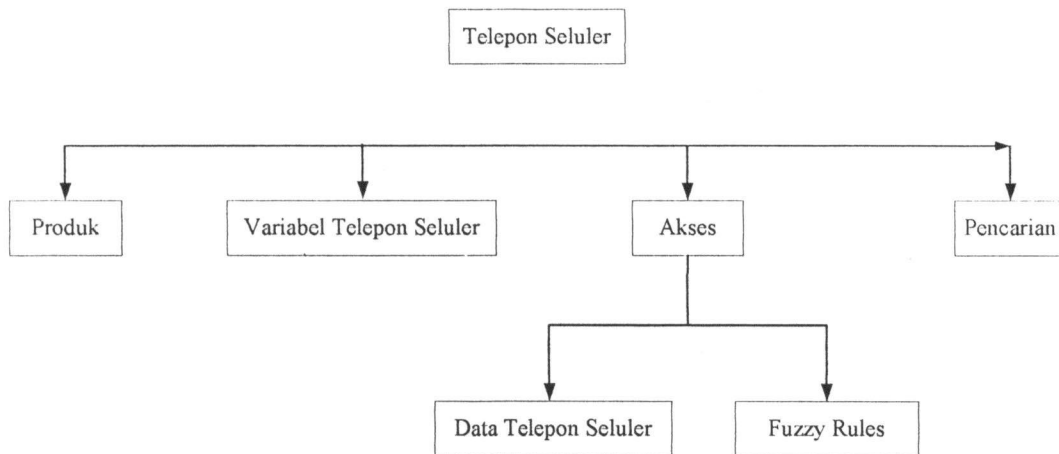 Telepon Seluler
Produk
Variabel Telepon Seluler
Akses
Pencarian
Data Telepon Seluler
Fuzzy Rules